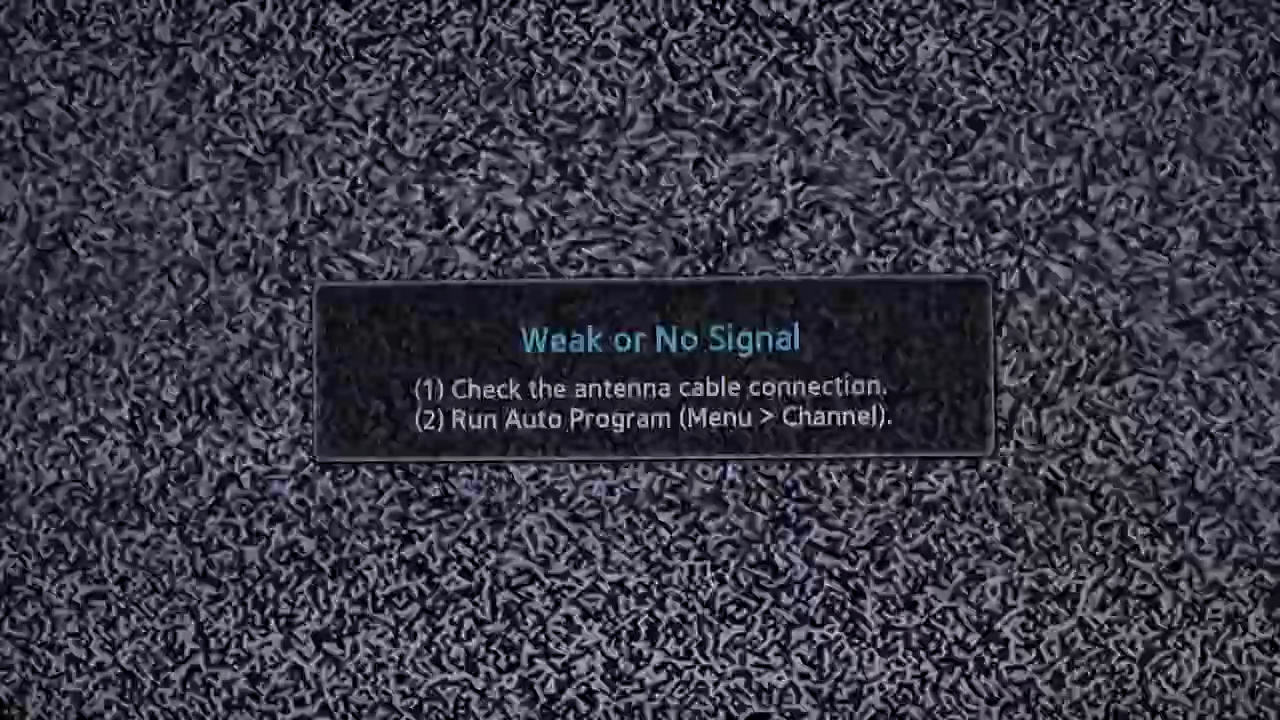 Weak or No Signal
(1) Check the antenna cable connection.
(2) Run Auto Program (Menu > Channel).